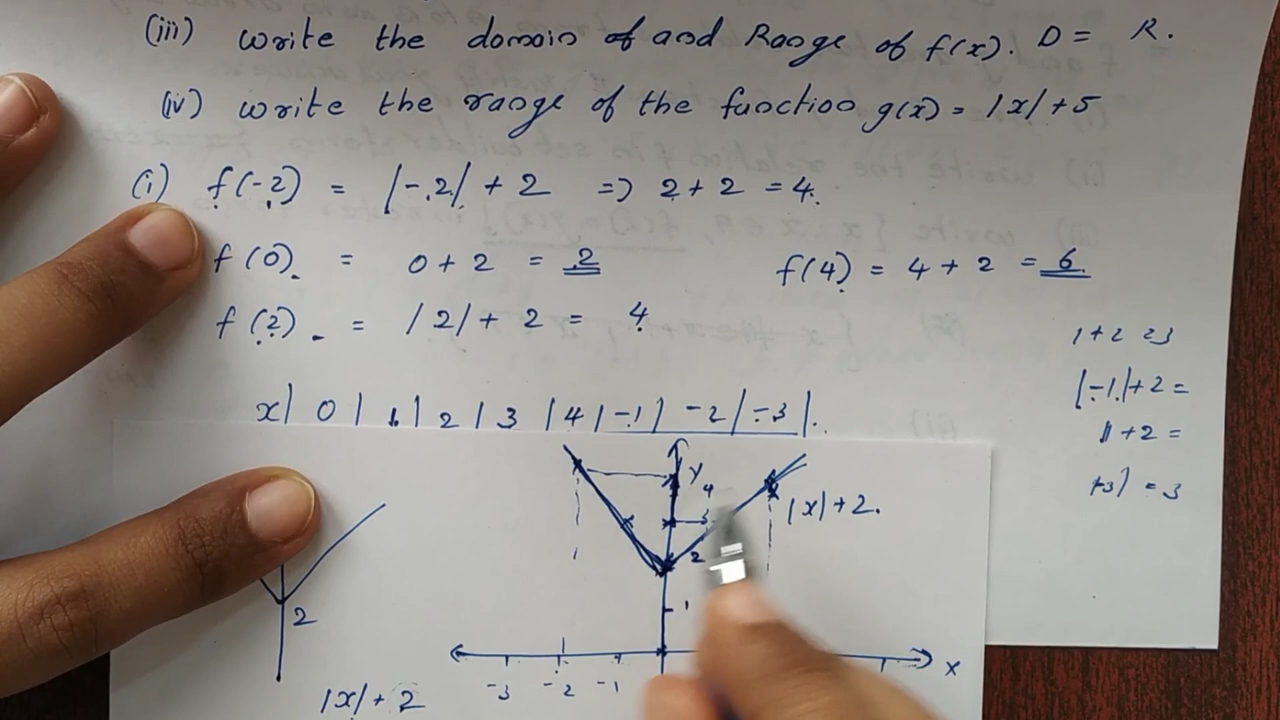 (iii) Write the domain of and Range of f(x). D = R.
(iv) Write the range of the function g(x) = |x| + 5
(i) f(-2) = |-2| + 2 => 2 + 2 = 4.
f(0) = 0 + 2 = 2
f(4) = 4 + 2 = 6
f(2) = |2| + 2 = 4
1 + 2 = 3
|-1| + 2 =
1 + 2 =
= 3
x | 0 | 1 | 2 | 3 | 4 | -1 | -2 | -3 |
y
4
3
|x| + 2.
2
2
1
-3 -2 -1
x
|x| + 2